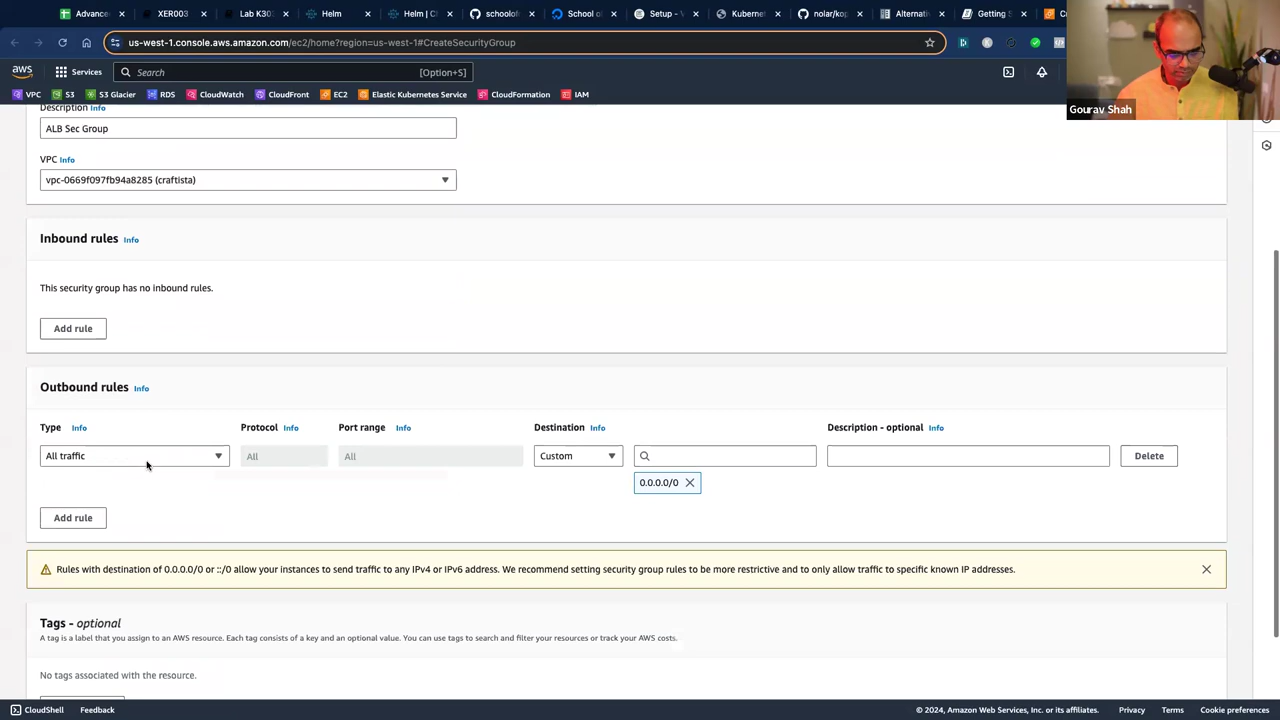 Advance
XER003
Lab K30
Helm
Helm | C
schoolof
School o
Setup -
Kubernet
nolar/kop
Alternati
Getting S
us-west-1.console.aws.amazon.com/ec2/home?region=us-west-1#CreateSecurityGroup
aws
Services
Search
[Option+S]
VPC
S3
S3 Glacier
RDS
CloudWatch
CloudFront
EC2
Elastic Kubernetes Service
CloudFormation
IAM
Gourav Shah
Description Info
ALB Sec Group
VPC Info
vpc-0669f097fb94a8285 (craftista)
Inbound rules Info
This security group has no inbound rules.
Add rule
Outbound rules Info
Type Info
Protocol Info
Port range Info
Destination Info
Description - optional Info
All traffic
All
All
Custom
Delete
0.0.0.0/0
Add rule
Rules with destination of 0.0.0.0/0 or ::/0 allow your instances to send traffic to any IPv4 or IPv6 address. We recommend setting security group rules to be more restrictive and to only allow traffic to specific known IP addresses.
Tags - optional
A tag is a label that you assign to an AWS resource. Each tag consists of a key and an optional value. You can use tags to search and filter your resources or track your AWS costs.
No tags associated with the resource.
CloudShell
Feedback
© 2024, Amazon Web Services, Inc. or its affiliates.
Privacy
Terms
Cookie preferences